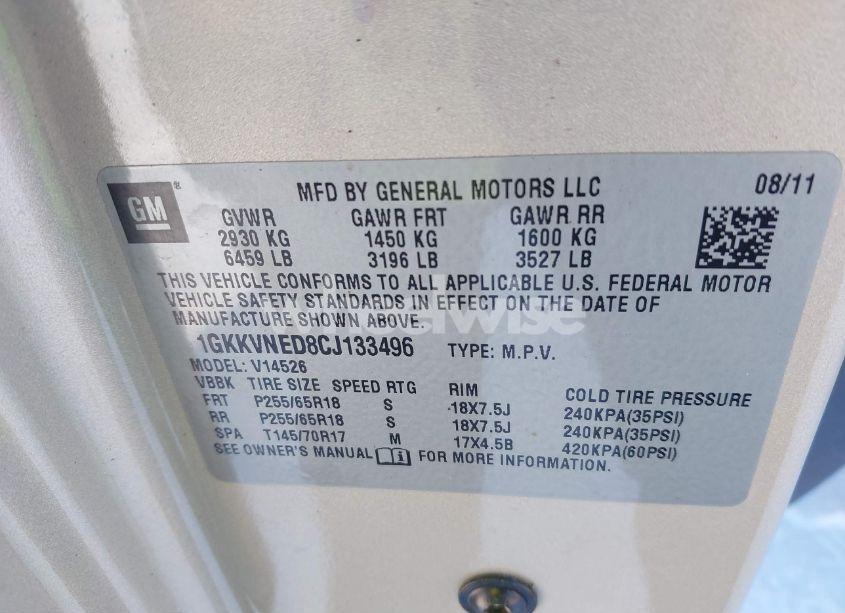 GM
®
MFD BY GENERAL MOTORS LLC 08/11
GVWR GAWR FRT GAWR RR
2930 KG 1450 KG 1600 KG
6459 LB 3196 LB 3527 LB
THIS VEHICLE CONFORMS TO ALL APPLICABLE U.S. FEDERAL MOTOR
VEHICLE SAFETY STANDARDS IN EFFECT ON THE DATE OF
MANUFACTURE SHOWN ABOVE.
1GKKVNED8CJ133496 TYPE: M.P.V.
MODEL: V14526
VBBK TIRE SIZE SPEED RTG RIM COLD TIRE PRESSURE
FRT P255/65R18 S 18X7.5J 240KPA(35PSI)
RR P255/65R18 S 18X7.5J 240KPA(35PSI)
SPA T145/70R17 M 17X4.5B 420KPA(60PSI)
SEE OWNER'S MANUAL FOR MORE INFORMATION.